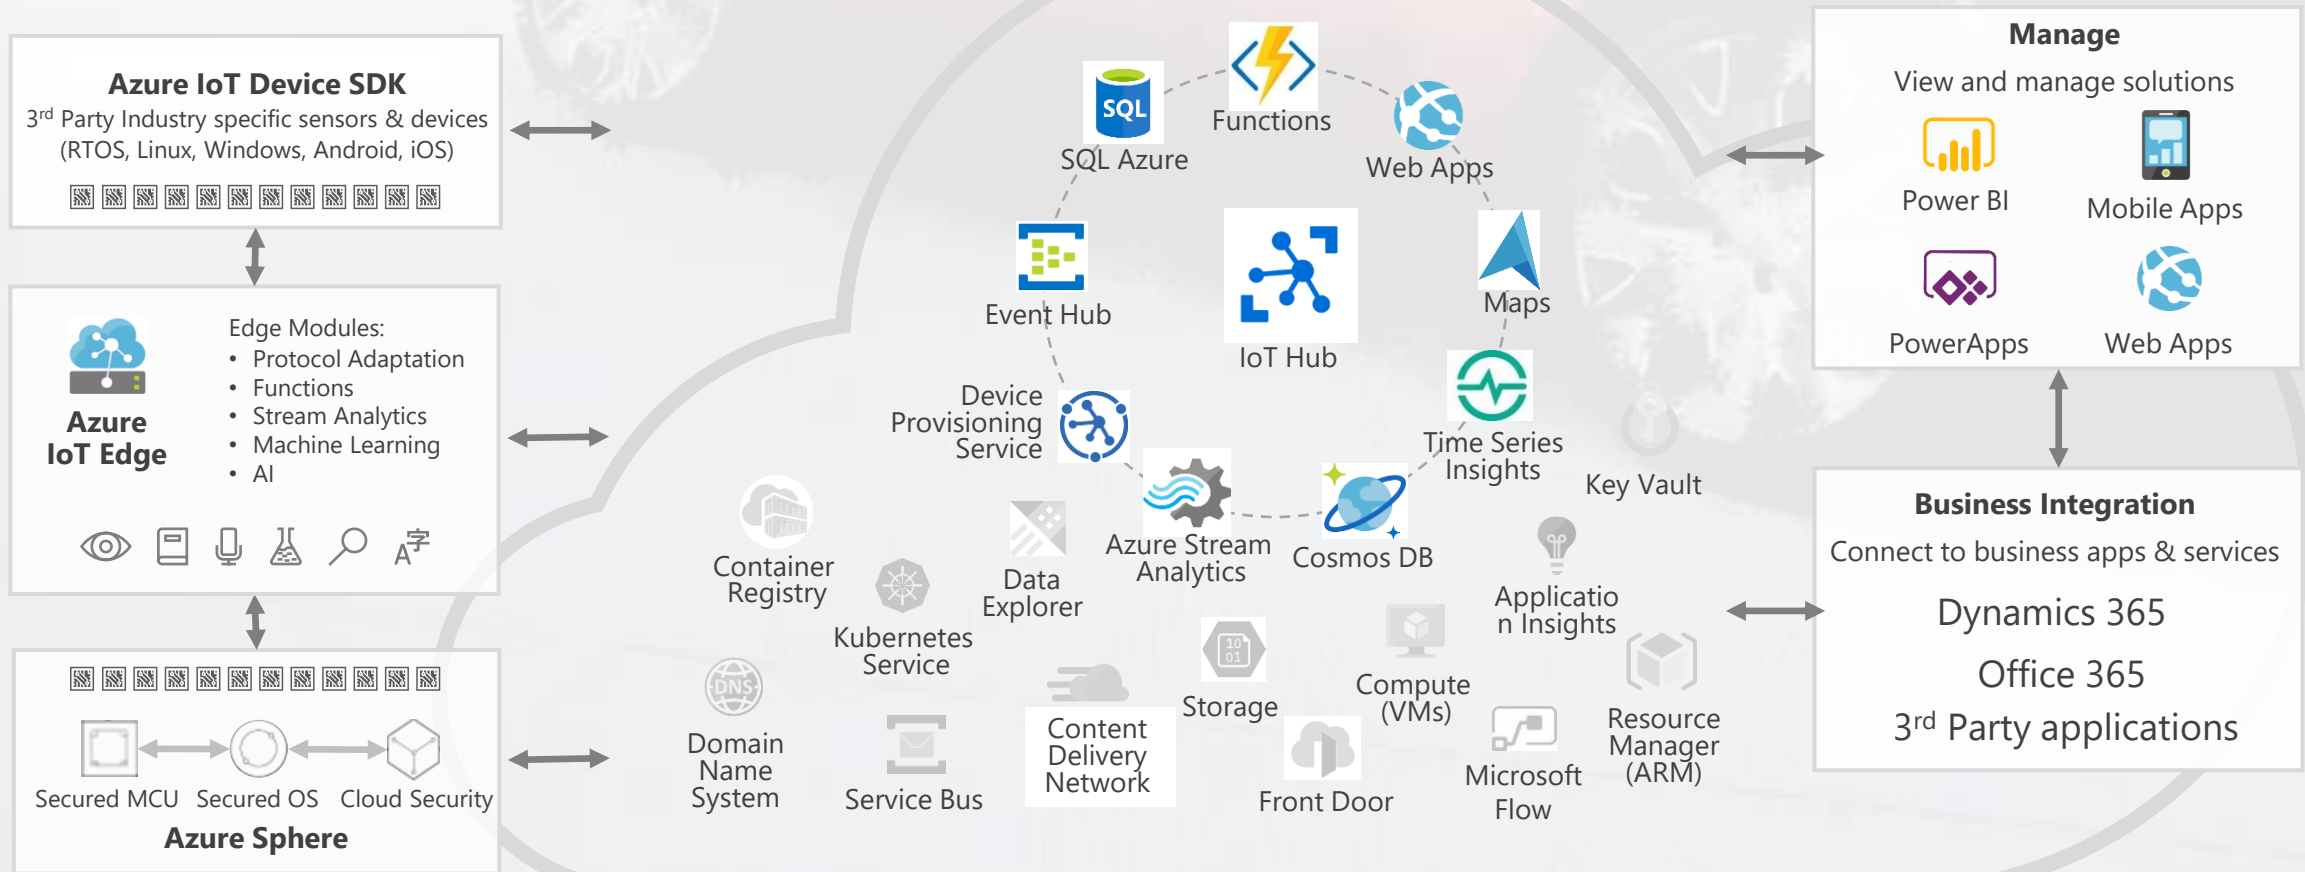 Azure IoT Device SDK
3rd Party Industry specific sensors & devices
(RTOS, Linux, Windows, Android, iOS)
Azure
IoT Edge
Edge Modules:
• Protocol Adaptation
• Functions
• Stream Analytics
• Machine Learning
• AI
A字
Secured MCU
Secured OS
Cloud Security
Azure Sphere
Functions
SQL
SQL Azure
Web Apps
Event Hub
IoT Hub
Maps
Device
Provisioning
Service
Time Series
Insights
Azure Stream
Analytics
Cosmos DB
Key Vault
Container
Registry
Kubernetes
Service
Data
Explorer
Applicatio
n Insights
DNS
Domain
Name
System
Service Bus
Content
Delivery
Network
10
01
Storage
Front Door
Compute
(VMs)
Microsoft
Flow
Resource
Manager
(ARM)
Manage
View and manage solutions
Power BI
Mobile Apps
PowerApps
Web Apps
Business Integration
Connect to business apps & services
Dynamics 365
Office 365
3rd Party applications